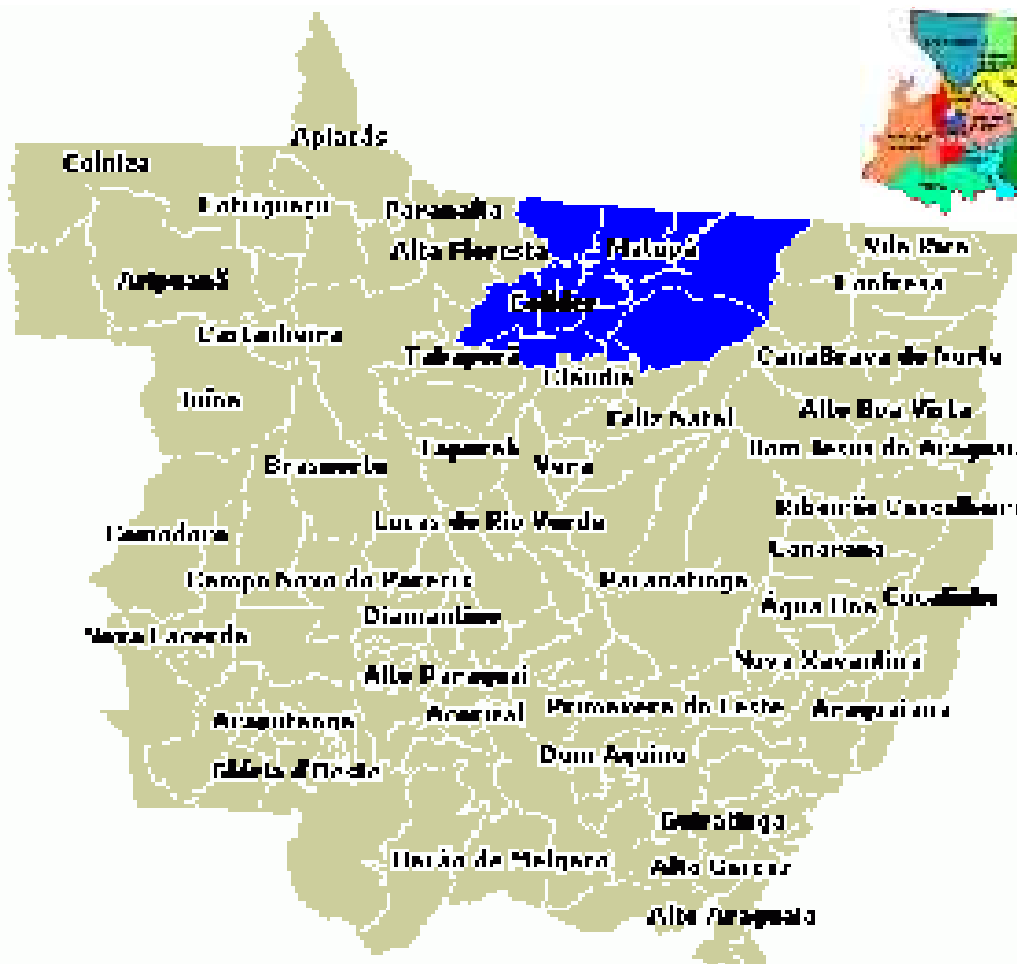 Apiacás
Colniza
Cotriguaçu
Paranaíta
Alta Floresta
Matupá
Vila Rica
Aripuanã
Confresa
Colíder
Castanheira
Tabaporã
Canabrava do Norte
Cláudia
Juína
Feliz Natal
Alto Boa Vista
Tapurah
Vera
Bom Jesus do Araguaia
Brasnorte
Ribeirão Cascalheira
Lucas do Rio Verde
Comodoro
Canarana
Campo Novo do Parecis
Paranatinga
Água Boa
Cocalinho
Diamantino
Nova Lacerda
Nova Xavantina
Alto Paraguai
Acorizal
Primavera do Leste
Araguaiana
Araputanga
Dom Aquino
Guiratinga
Barão de Melgaço
Alto Garças
Alto Araguaia